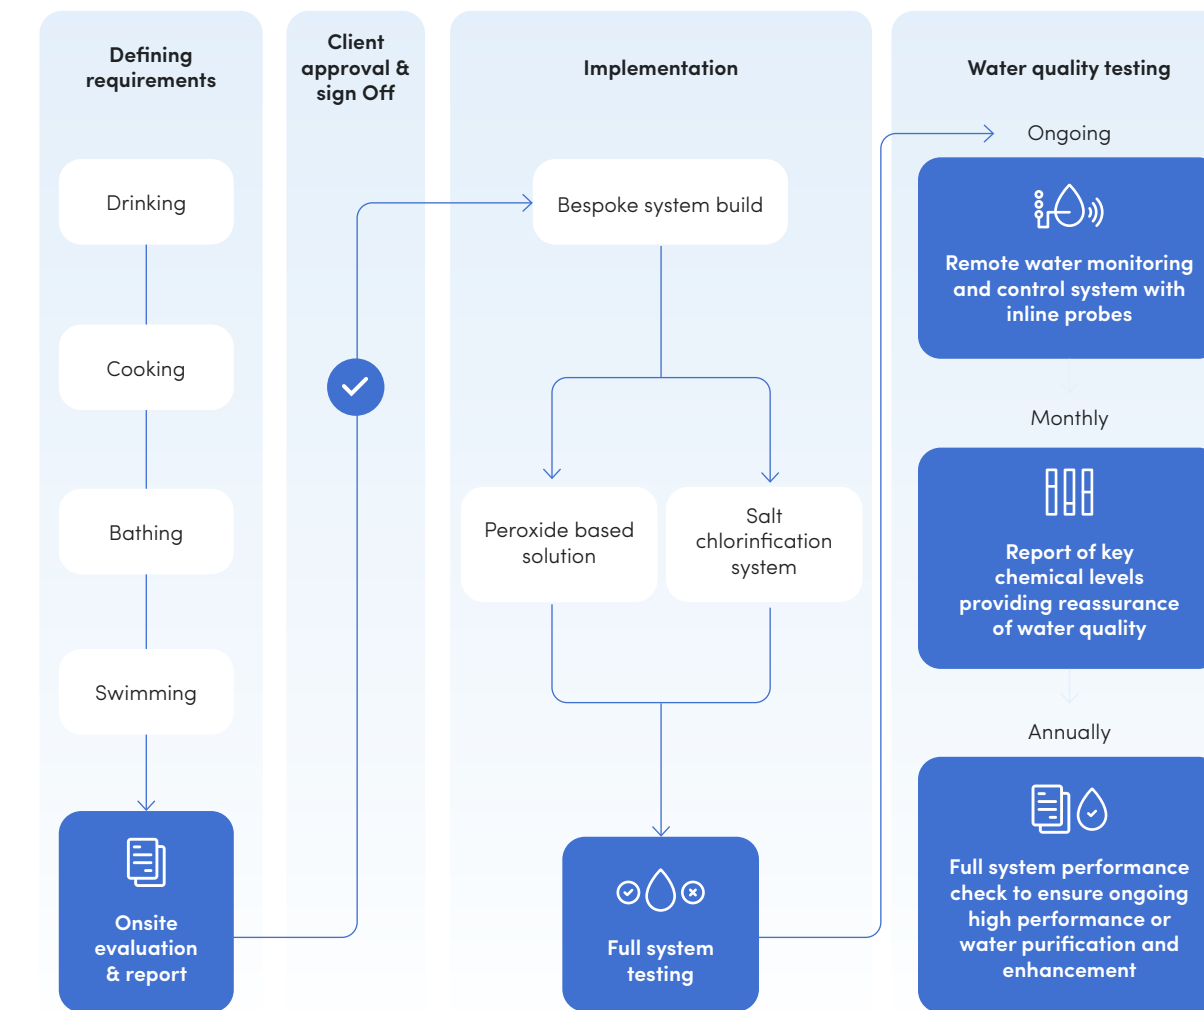 Defining
requirements
Drinking
Cooking
Bathing
Swimming
Onsite
evaluation
& report
Client
approval &
sign Off
Implementation
Bespoke system build
Peroxide based
solution
Salt
chlorinfication
system
Full system
testing
Water quality testing
Ongoing
Remote water monitoring
and control system with
inline probes
Monthly
Report of key
chemical levels
providing reassurance
of water quality
Annually
Full system performance
check to ensure ongoing
high performance or
water purification and
enhancement